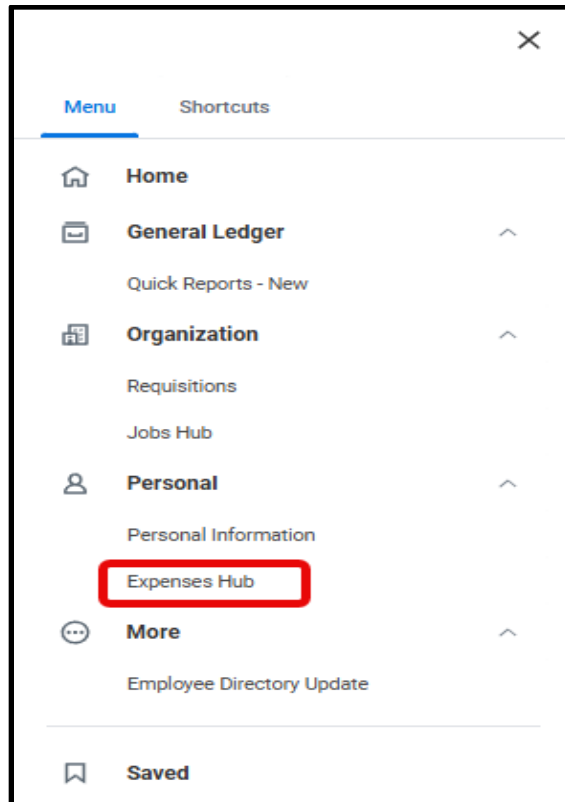 Menu Shortcuts
Home
General Ledger
Quick Reports - New
Organization
Requisitions
Jobs Hub
Personal
Personal Information
Expenses Hub
More
Employee Directory Update
Saved